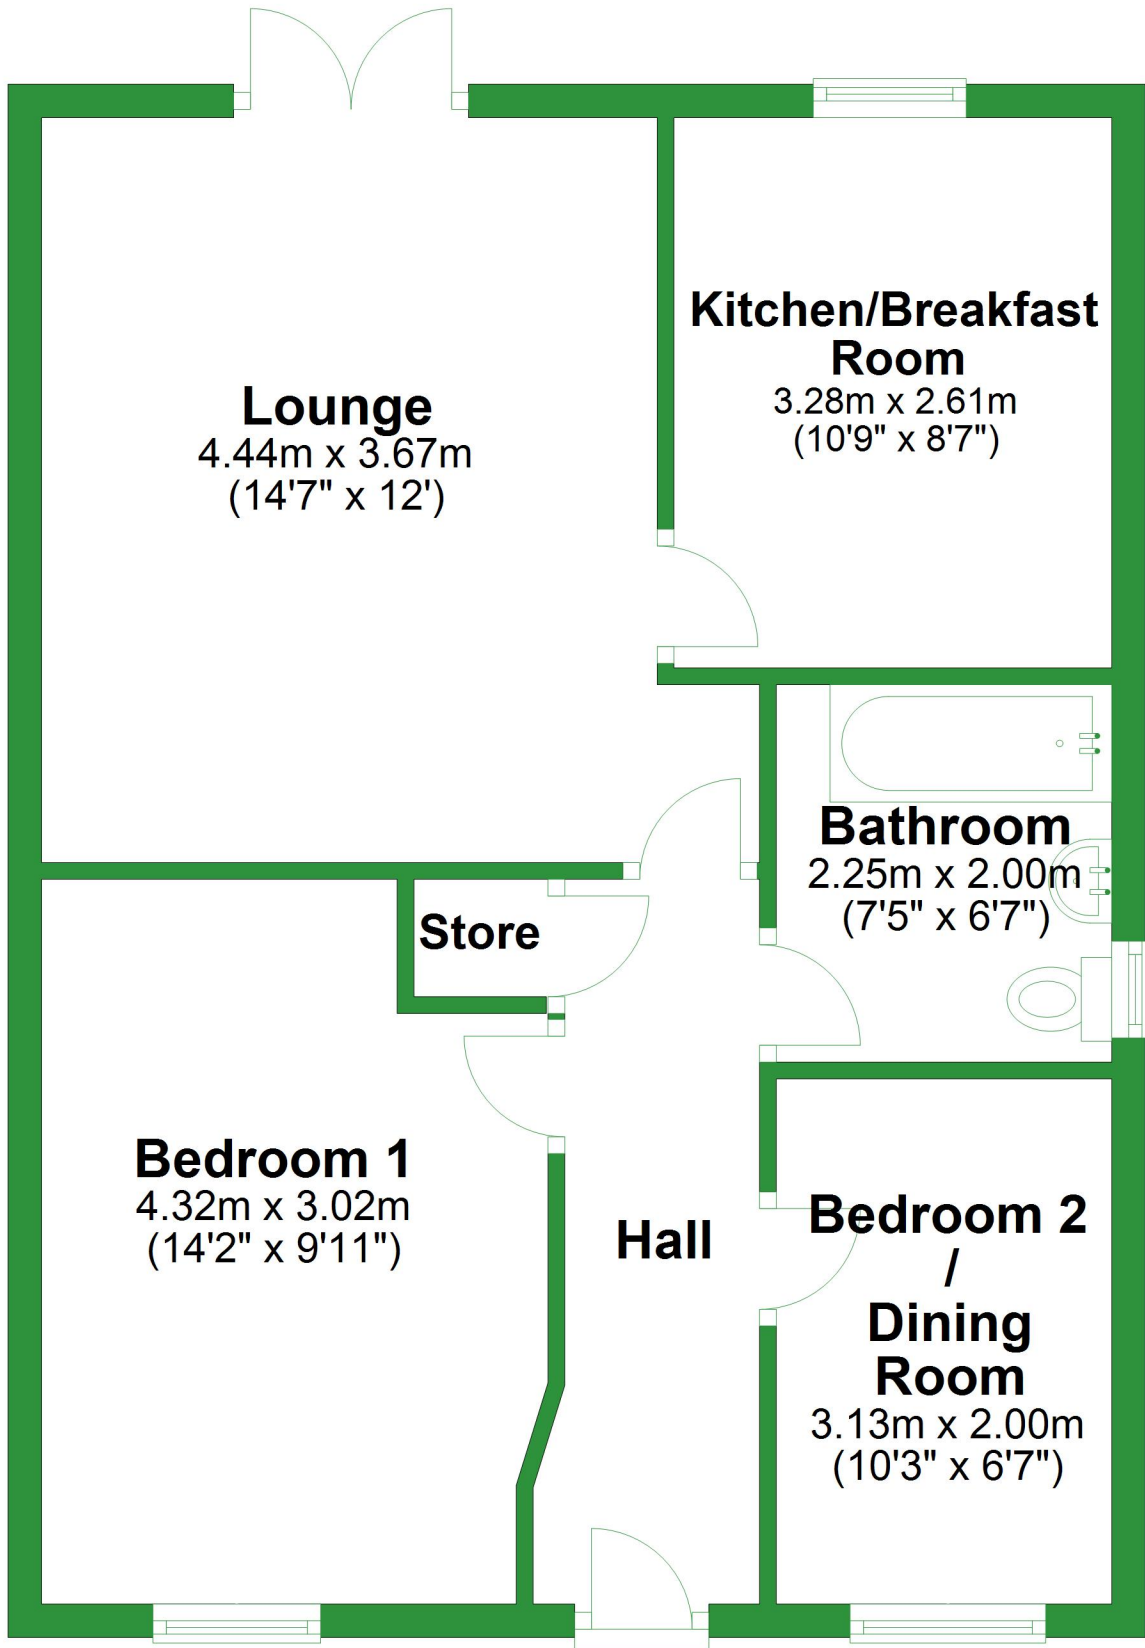 Lounge
4.44m x 3.67m
(14'7" x 12')
Kitchen/Breakfast
Room
3.28m x 2.61m
(10'9" x 8'7")
Bathroom
2.25m x 2.00m
(7'5" x 6'7")
Store
Bedroom 1
4.32m x 3.02m
(14'2" x 9'11")
Hall
Bedroom 2
/
Dining
Room
3.13m x 2.00m
(10'3" x 6'7")